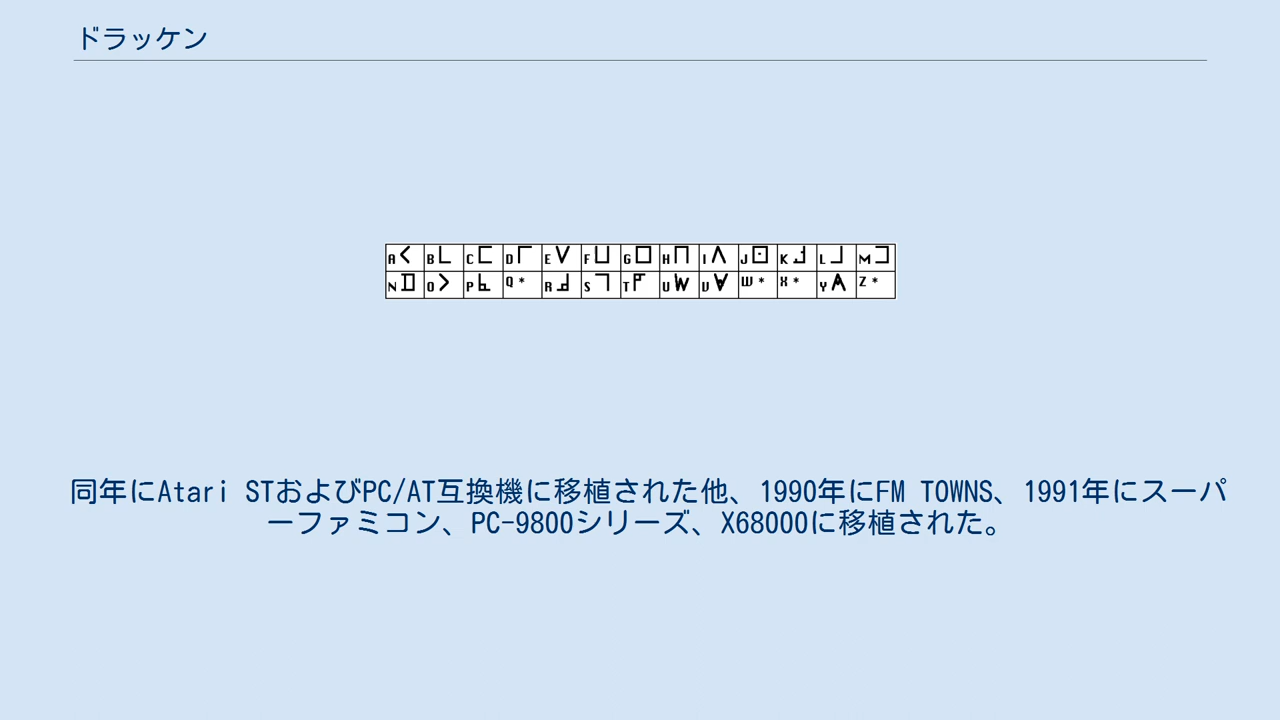 ドラッケン
A B C D E F G H I J K L M
N O P Q * R S T U V W * X * Y Z *
同年にAtari STおよびPC/AT互換機に移植された他、1990年にFM TOWNS、1991年にスーパ
ーファミコン、PC-9800シリーズ、X68000に移植された。